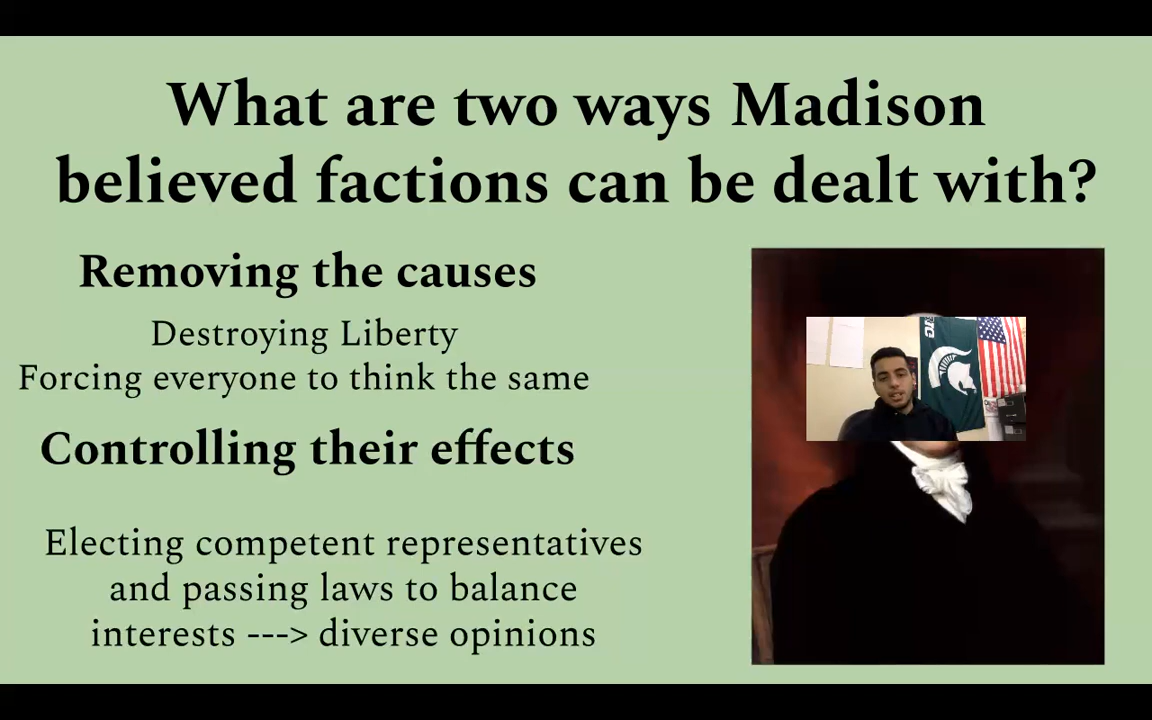 What are two ways Madison
believed factions can be dealt with?
Removing the causes
Destroying Liberty
Forcing everyone to think the same
Controlling their effects
Electing competent representatives
and passing laws to balance
interests ---> diverse opinions